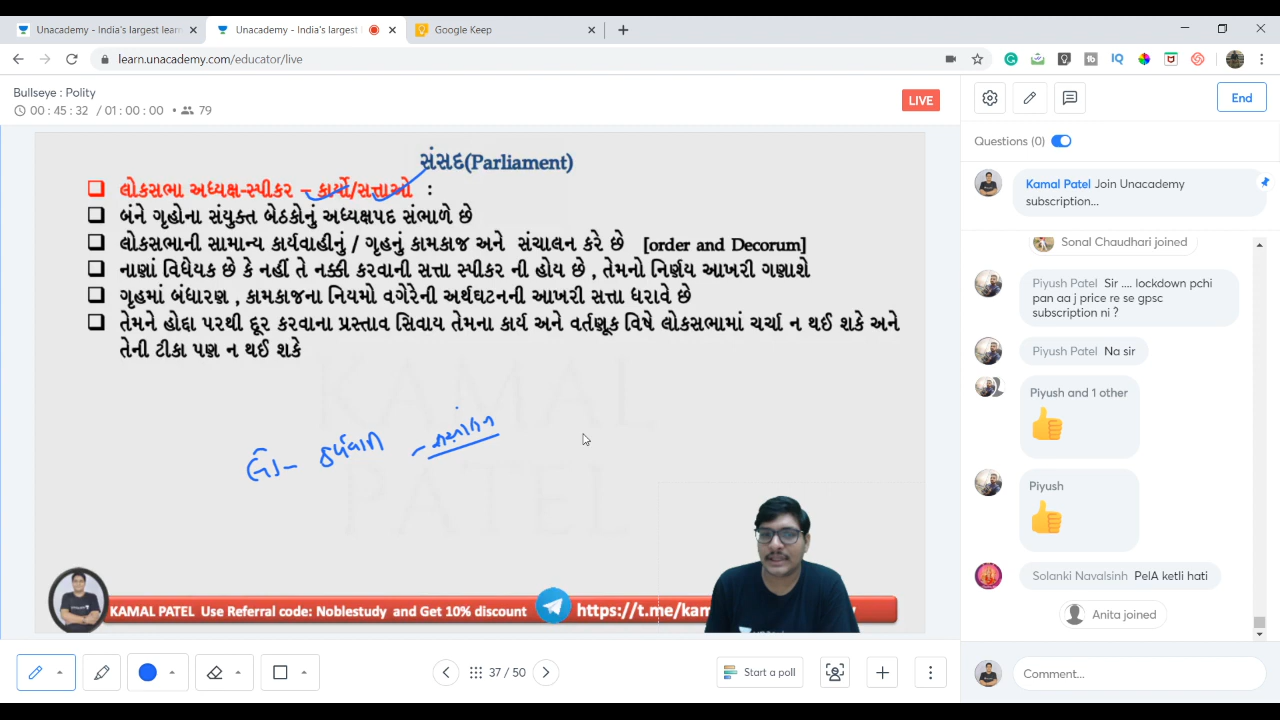 Unacademy - India's largest learn
Unacademy - India's largest l
Google Keep
learn.unacademy.com/educator/live
Bullseye : Polity
00 : 45 : 32 / 01 : 00 : 00 • 79
LIVE
End
Questions (0)
સંસદ(Parliament)
લોકસભા અધ્યક્ષ-સ્પીકર – કાર્યો/સત્તાઓ :
બંને ગૃહોના સંયુક્ત બેઠકોનું અધ્યક્ષપદ સંભાળે છે
લોકસભાની સામાન્ય કાર્યવાહીનું / ગૃહનું કામકાજ અને સંચાલન કરે છે [order and Decorum]
નાણાં વિધેયક છે કે નહીં તે નક્કી કરવાની સત્તા સ્પીકર ની હોય છે , તેમનો નિર્ણય આખરી ગણાશે
ગૃહમાં બંધારણ , કામકાજના નિયમો વગેરેની અર્થઘટનની આખરી સત્તા ધરાવે છે
તેમને હોદ્દા પરથી દૂર કરવાના પ્રસ્તાવ સિવાય તેમના કાર્ય અને વર્તણૂક વિષે લોકસભામાં ચર્ચા ન થઈ શકે અને
તેની ટીકા પણ ન થઈ શકે
KAMAL
PATEL
KAMAL PATEL Use Referral code: Noblestudy and Get 10% discount
https://t.me/kam
37 / 50
Start a poll
Kamal Patel Join Unacademy
subscription...
Sonal Chaudhari joined
Piyush Patel Sir .... lockdown pchi
pan aa j price re se gpsc
subscription ni ?
Piyush Patel Na sir
Piyush and 1 other
Piyush
Solanki Navalsinh PelA ketli hati
Anita joined
Comment...